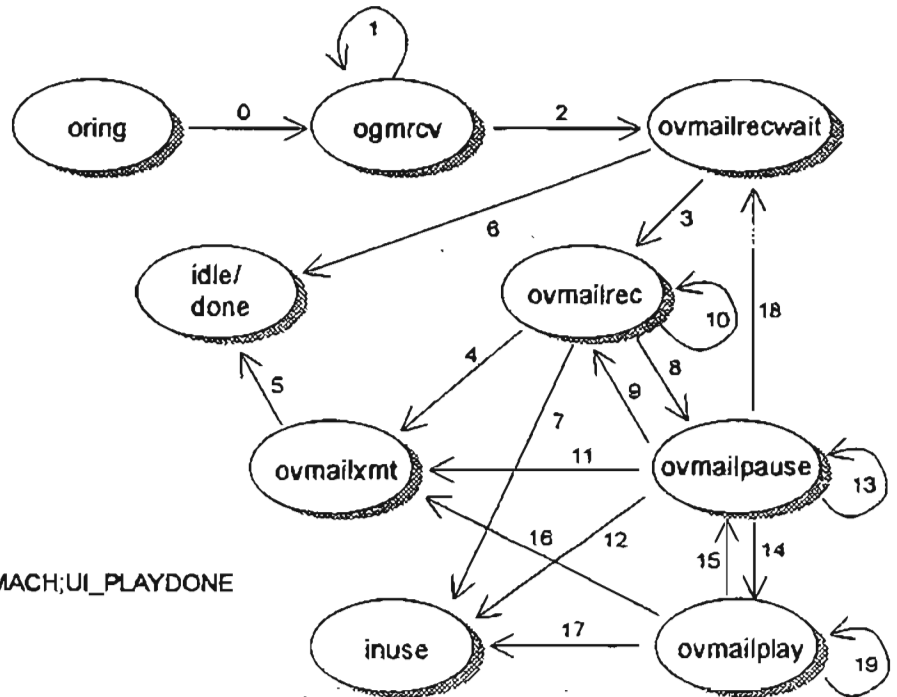 1
oring
0
ogmrcv
2
ovmailrecwait
6
3
idle/
done
ovmailrec
10
18
4
8
5
9
7
ovmailxmt
11
ovmailpause
13
16
12
15
14
MACH;UI_PLAYDONE
inuse
17
ovmailplay
19